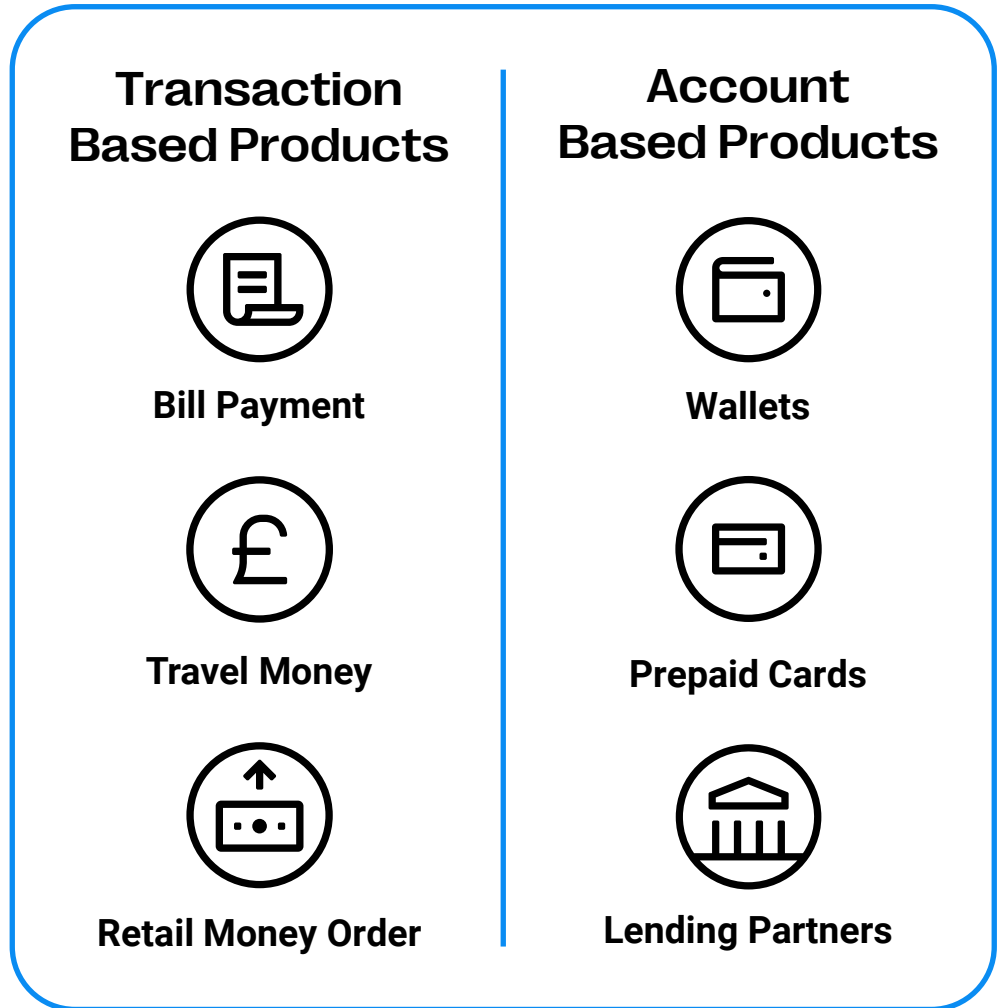 Transaction
Based Products
Bill Payment
£
Travel Money
Retail Money Order
Account
Based Products
Wallets
Prepaid Cards
Lending Partners